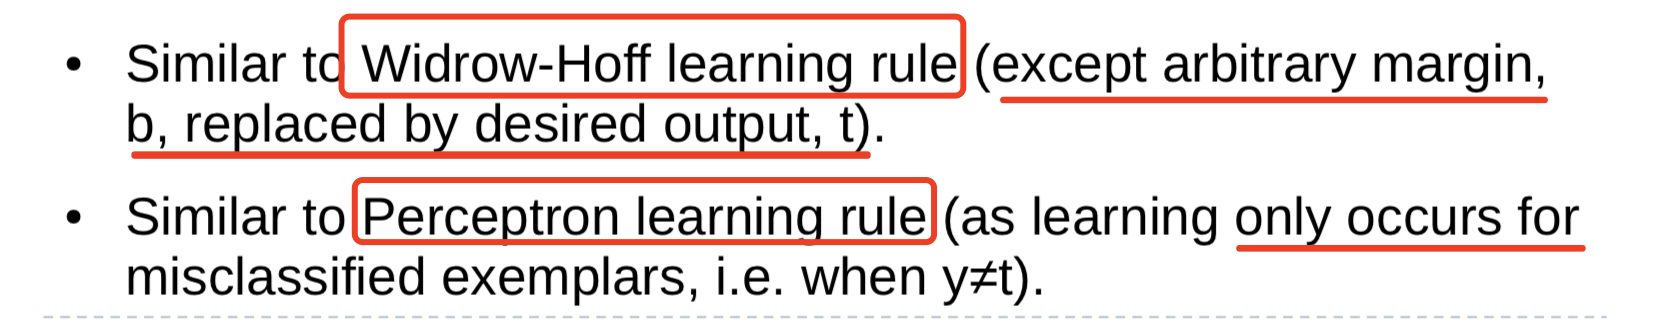 • Similar to Widrow-Hoff learning rule (except arbitrary margin,
b, replaced by desired output, t).
• Similar to Perceptron learning rule (as learning only occurs for
misclassified exemplars, i.e. when y≠t).